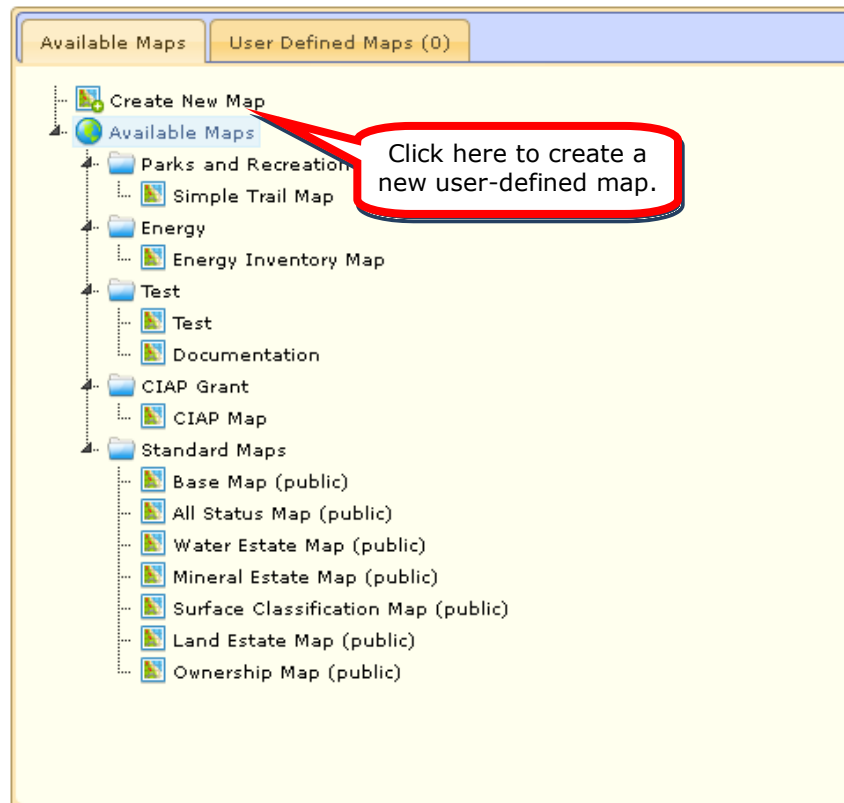 Available Maps
User Defined Maps (0)
Create New Map
Available Maps
Click here to create a
new user-defined map.
Parks and Recreation
Simple Trail Map
Energy
Energy Inventory Map
Test
Test
Documentation
CIAP Grant
CIAP Map
Standard Maps
Base Map (public)
All Status Map (public)
Water Estate Map (public)
Mineral Estate Map (public)
Surface Classification Map (public)
Land Estate Map (public)
Ownership Map (public)